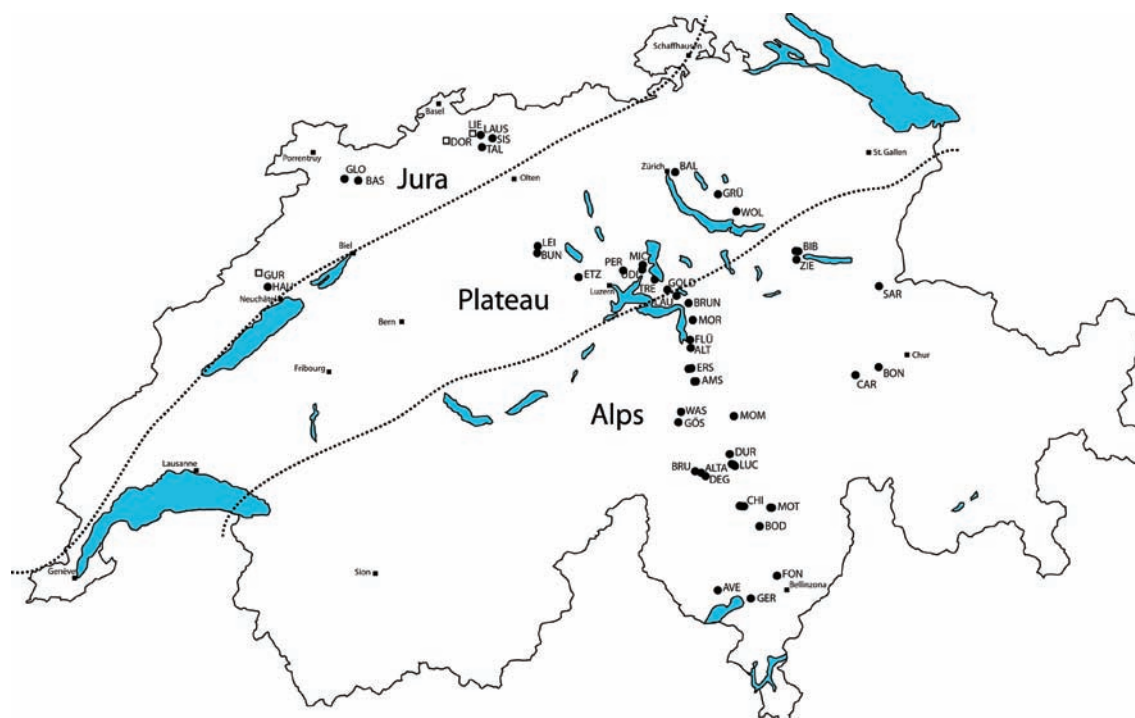 Schaffhausen
Basel
LIE
LAUS
DOR
SIS
TAL
Porrentruy
St. Gallen
GLO
BAS
Jura
Olten
Zürich
BAL
GRÜ
WOL
LEI
BUN
Biel
PER
MIC
UDL
BIB
ZIE
GUR
HAU
ETZ
Luzern
TRE
GOLD
LAU
SAR
Neuchâtel
Plateau
BRUN
Bern
MOR
FLÜ
ALT
Chur
Fribourg
ERS
AMS
CAR
BON
Alps
WAS
GÖS
MOM
DUR
Lausanne
BRU
ALTA
LUC
DEG
CHI
MOT
BOD
Genève
Sion
FON
AVE
GER
Bellinzona